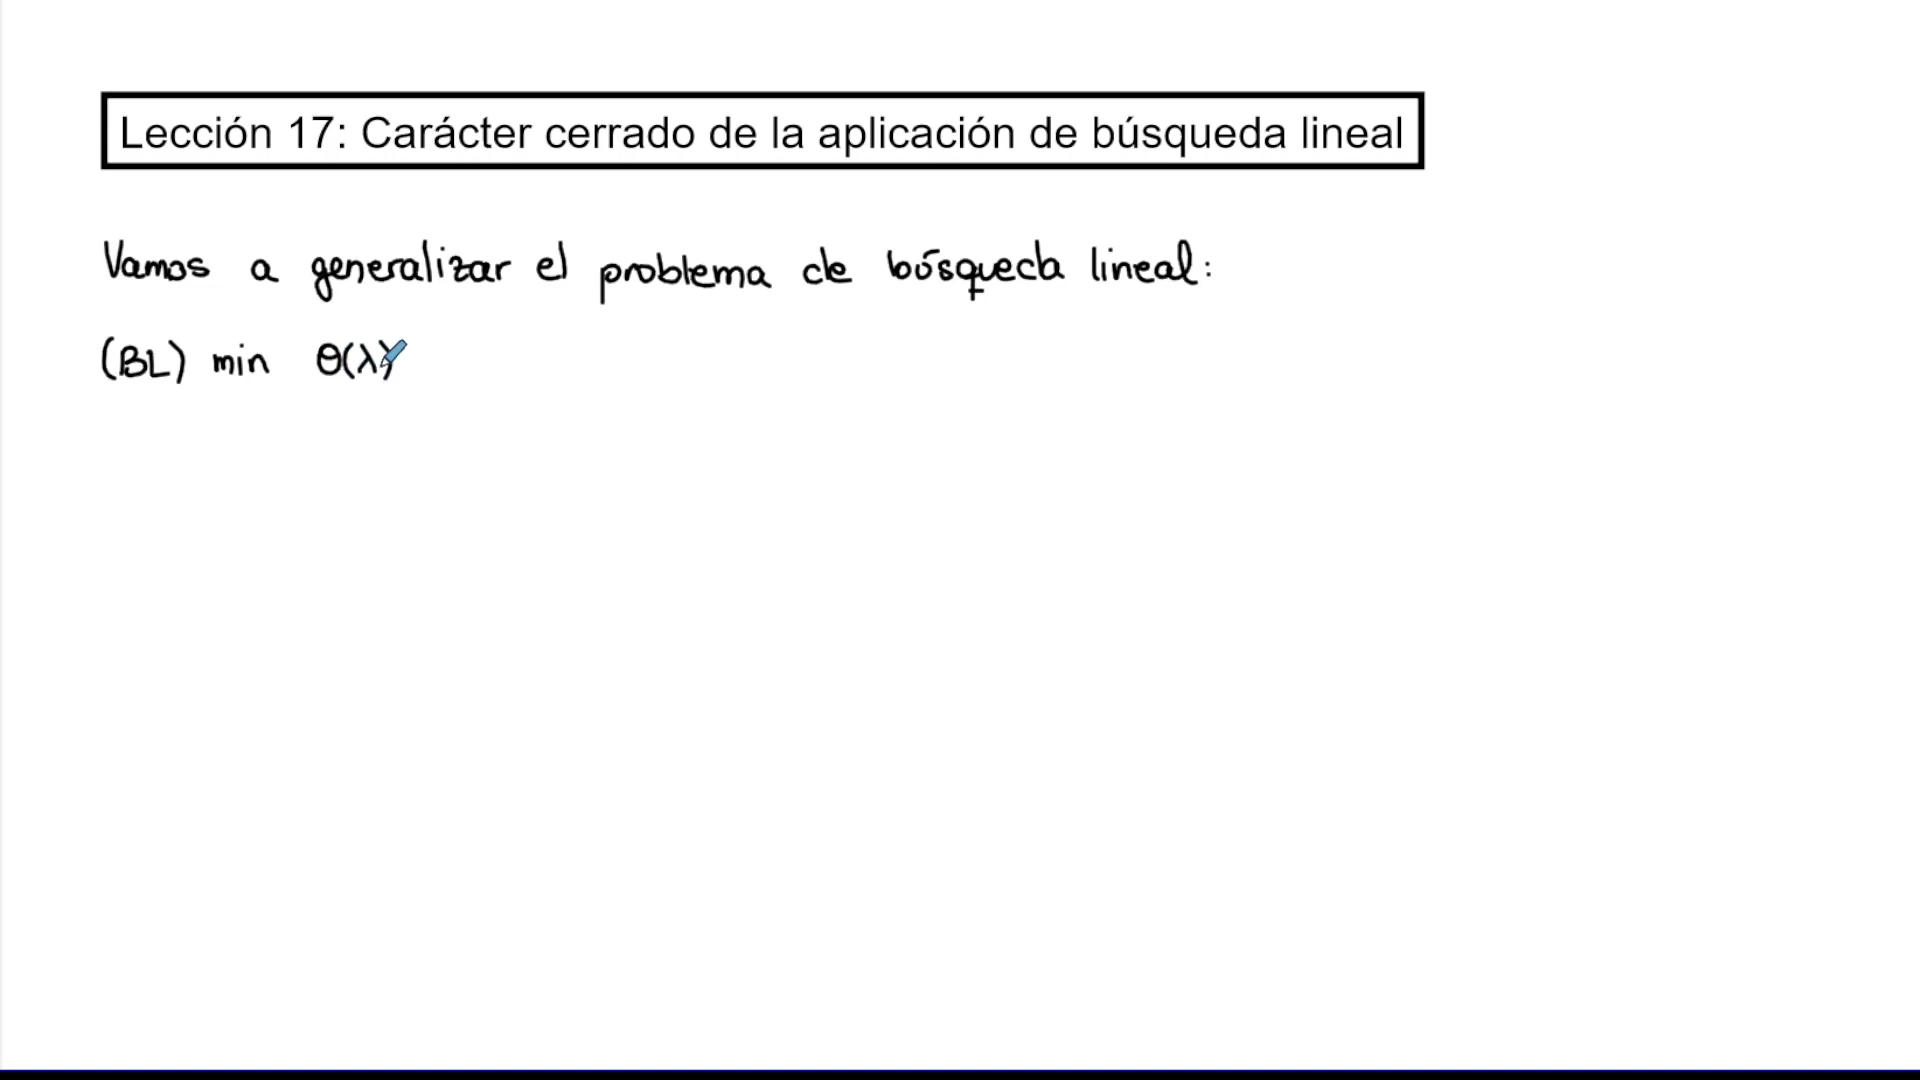 Lección 17: Carácter cerrado de la aplicación de búsqueda lineal
Vamos a generalizar el problema de búsqueda lineal:
(BL) min θ(λ)